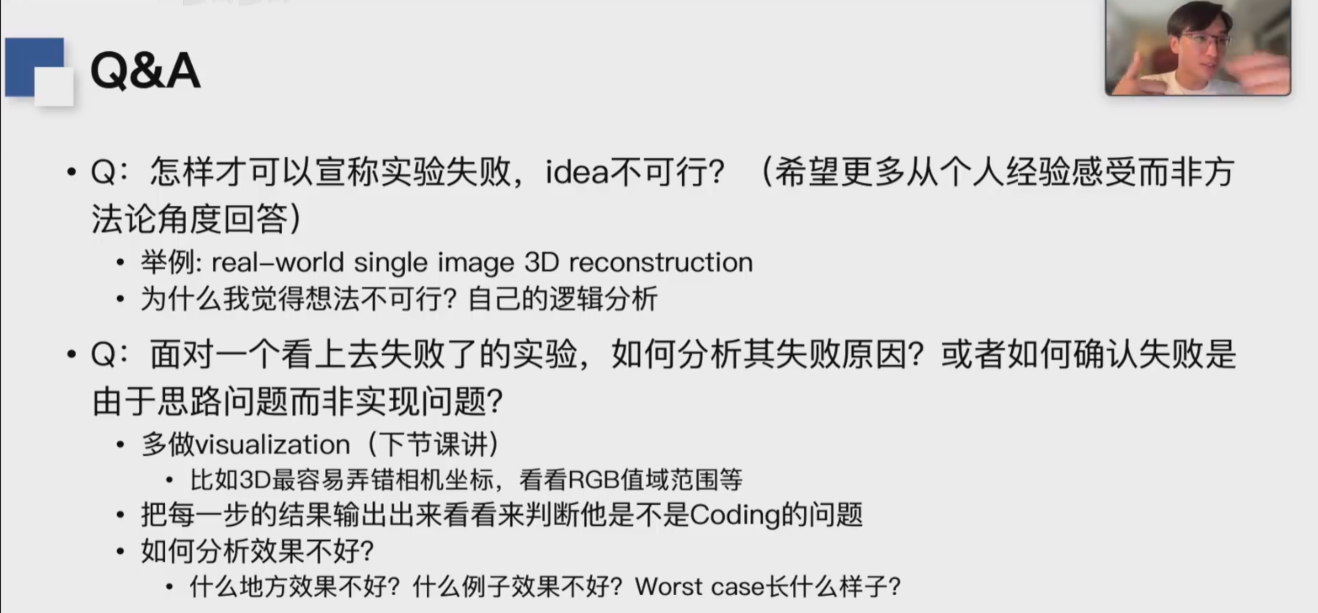 Q&A
• Q：怎样才可以宣称实验失败，idea不可行？（希望更多从个人经验感受而非方
法论角度回答）
• 举例: real-world single image 3D reconstruction
• 为什么我觉得想法不可行？自己的逻辑分析
• Q：面对一个看上去失败了的实验，如何分析其失败原因？或者如何确认失败是
由于思路问题而非实现问题？
• 多做visualization（下节课讲）
• 比如3D最容易弄错相机坐标，看看RGB值域范围等
• 把每一步的结果输出出来看看来判断他是不是Coding的问题
• 如何分析效果不好？
• 什么地方效果不好？什么例子效果不好？Worst case长什么样子？